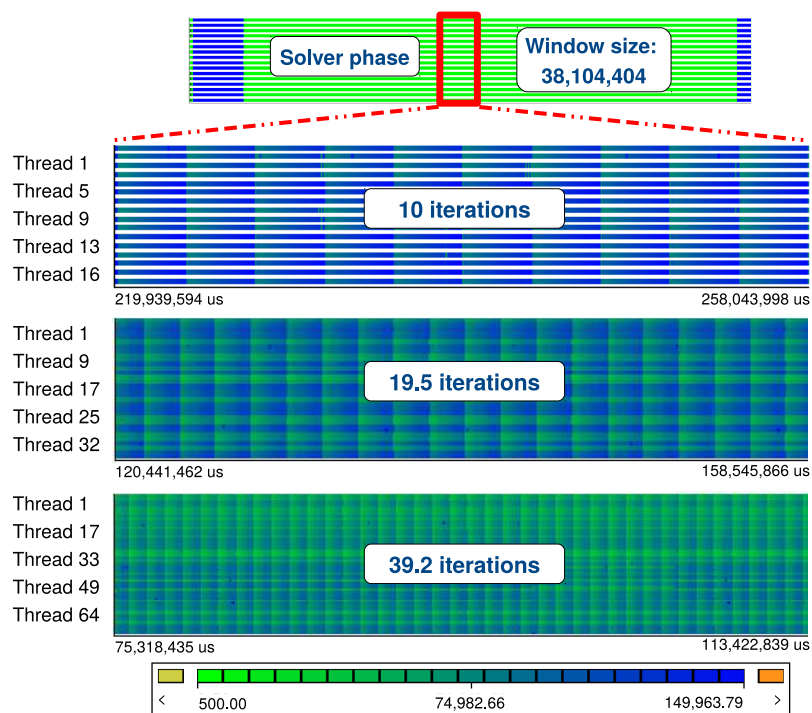 Solver phase
Window size:
38,104,404
Thread 1
Thread 5
Thread 9
Thread 13
Thread 16
10 iterations
219,939,594 us
258,043,998 us
Thread 1
Thread 9
Thread 17
Thread 25
Thread 32
19.5 iterations
120,441,462 us
158,545,866 us
Thread 1
Thread 17
Thread 33
Thread 49
Thread 64
39.2 iterations
75,318,435 us
113,422,839 us
< 500.00 74,982.66 149,963.79 >